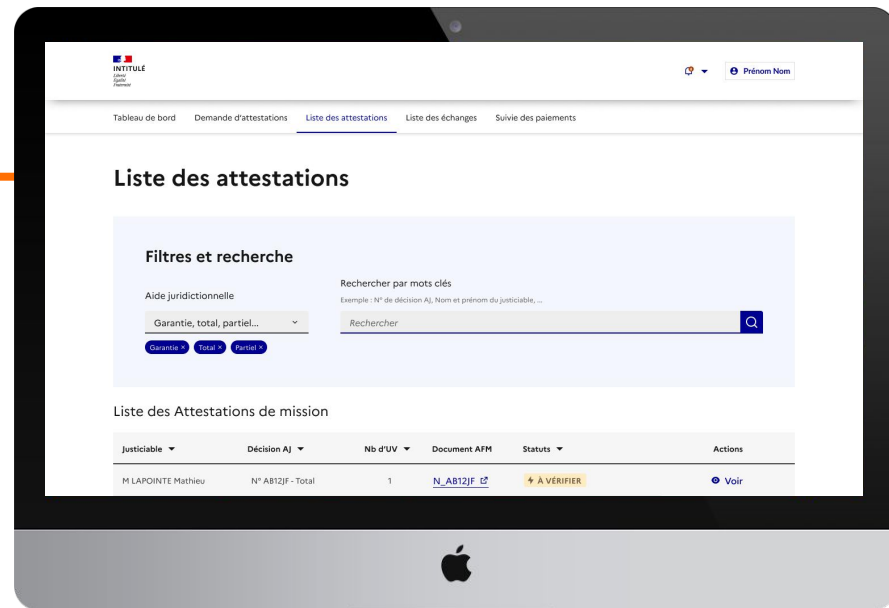 INTITULÉ
Liberté
Égalité
Fraternité
Prénom Nom
Tableau de bord Demande d'attestations Liste des attestations Liste des échanges Suivie des paiements
Liste des attestations
Filtres et recherche
Aide juridictionnelle
Garantie, total, partiel...
Garantie × Total × Partiel ×
Rechercher par mots clés
Exemple : N° de décision AJ, Nom et prénom du justiciable, ...
Rechercher
Liste des Attestations de mission
Justiciable Décision AJ Nb d'UV Document AFM Statuts Actions
M LAPOINTE Mathieu N° AB12JF - Total 1 N_AB12JF À VÉRIFIER Voir